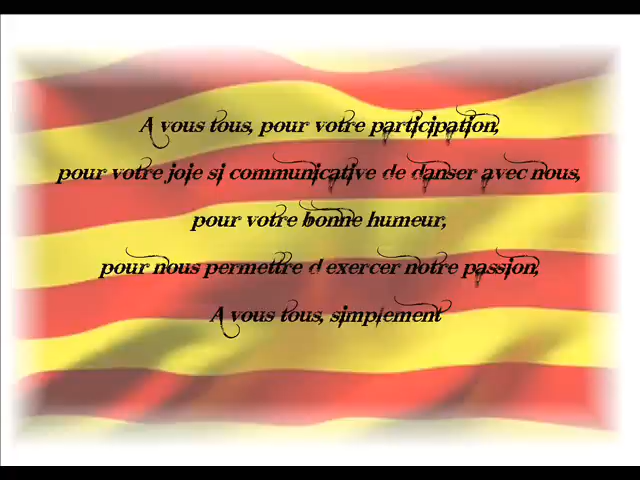 A vous tous, pour votre participation,
pour votre joie si communicative de danser avec nous,
pour votre bonne humeur,
pour nous permettre d exercer notre passion,
A vous tous, simplement